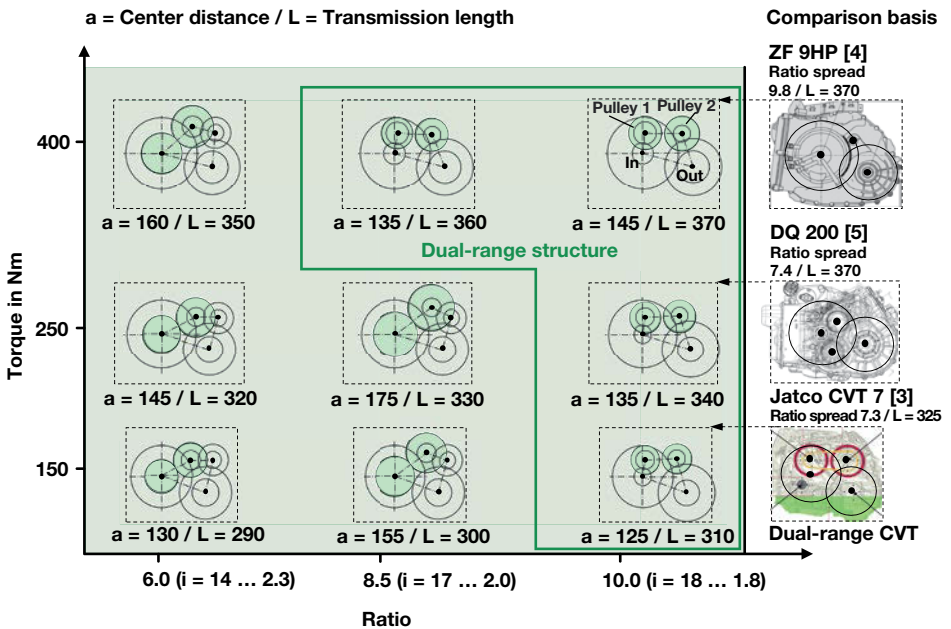 a = Center distance / L = Transmission length
Comparison basis
ZF 9HP [4]
Ratio spread
9.8 / L = 370
Pulley 1
Pulley 2
In
Out
400
a = 160 / L = 350
a = 135 / L = 360
a = 145 / L = 370
Dual-range structure
DQ 200 [5]
Ratio spread
7.4 / L = 370
Torque in Nm
250
a = 145 / L = 320
a = 175 / L = 330
a = 135 / L = 340
Jatco CVT 7 [3]
Ratio spread 7.3 / L = 325
150
a = 130 / L = 290
a = 155 / L = 300
a = 125 / L = 310
Dual-range CVT
6.0 (i = 14 … 2.3)
8.5 (i = 17 … 2.0)
10.0 (i = 18 … 1.8)
Ratio